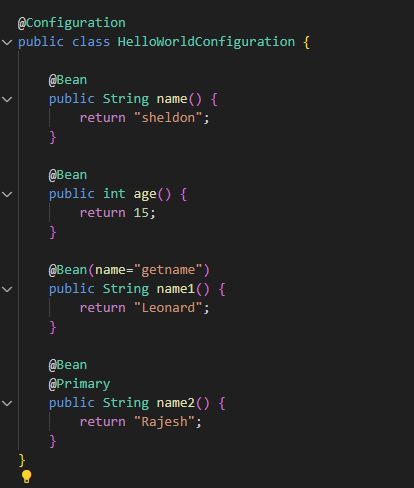 @Configuration
public class HelloWorldConfiguration {
@Bean
public String name() {
return "sheldon";
}
@Bean
public int age() {
return 15;
}
@Bean(name="getname")
public String name1() {
return "Leonard";
}
@Bean
@Primary
public String name2() {
return "Rajesh";
}
}